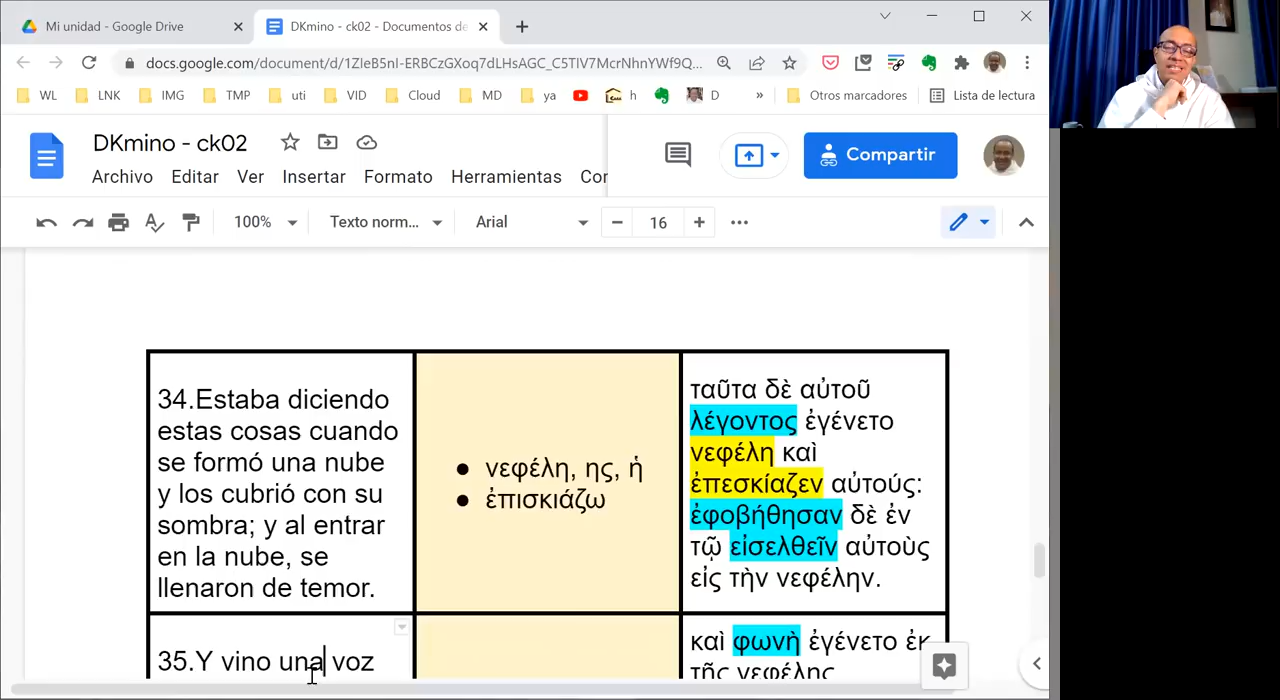 Mi unidad - Google Drive
DKmino - ck02 - Documentos de
docs.google.com/document/d/1ZIeB5nI-ERBCzGXoq7dLHsAGC_C5TIV7McrNhnYWf9Q...
WL LNK IMG TMP uti VID Cloud MD ya h D » Otros marcadores Lista de lectura
DKmino - ck02
Compartir
Archivo Editar Ver Insertar Formato Herramientas Cor
100% Texto norm... Arial 16
34.Estaba diciendo
estas cosas cuando
se formó una nube
y los cubrió con su
sombra; y al entrar
en la nube, se
llenaron de temor.
● νεφέλη, ης, ἡ
● ἐπισκιάζω
ταῦτα δὲ αὐτοῦ
λέγοντος ἐγένετο
νεφέλη καὶ
ἐπεσκίαζεν αὐτούς:
ἐφοβήθησαν δὲ ἐν
τῷ εἰσελθεῖν αὐτοὺς
εἰς τὴν νεφέλην.
35.Y vino una voz
καὶ φωνὴ ἐγένετο ἐκ
τῆς νεφέλης